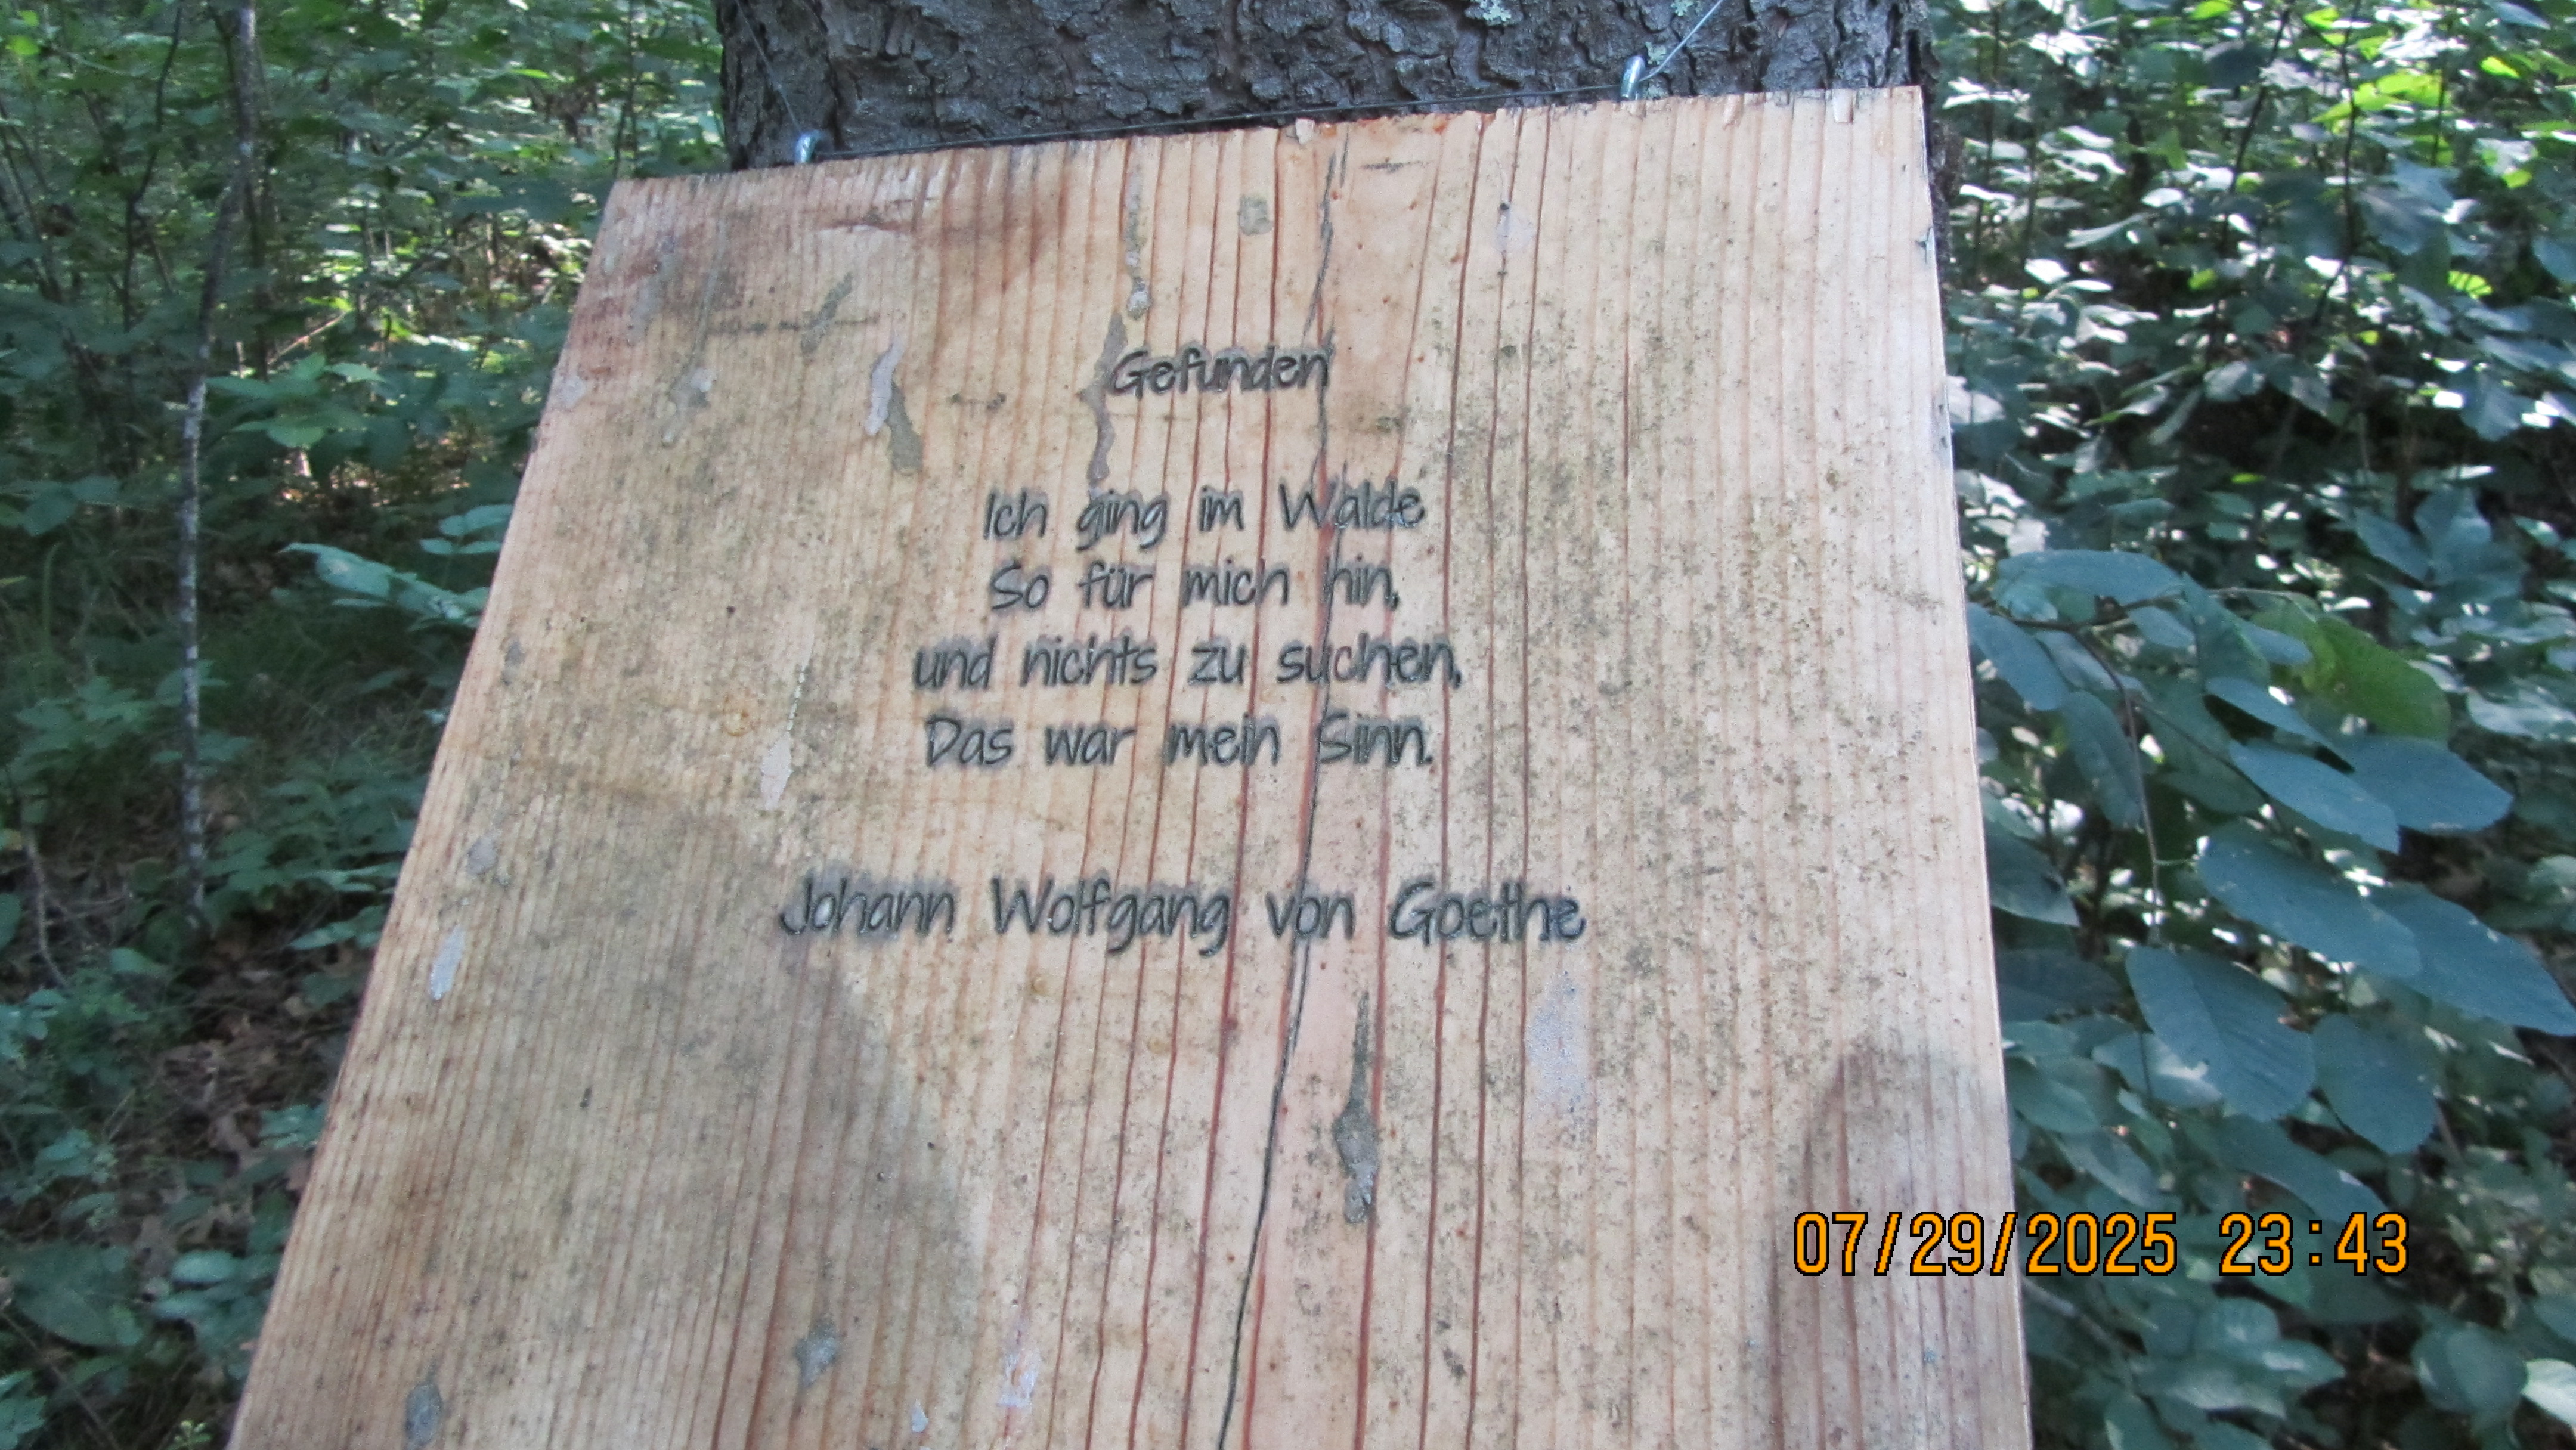 Gefunden
Ich ging im Walde
So für mich hin,
und nichts zu suchen,
Das war mein Sinn.
Johann Wolfgang von Goethe
07/29/2025 23:43